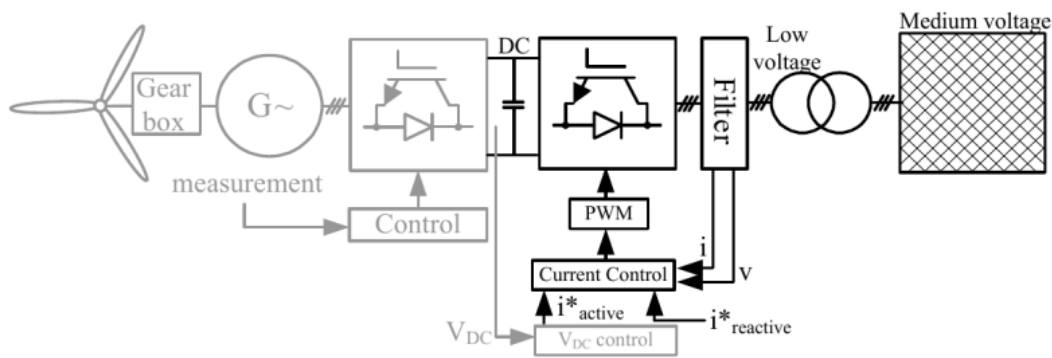 Medium voltage
Low
voltage
DC
Gear
box
G~
Filter
measurement
Control
PWM
Current Control
i
v
i*active
i*reactive
VDC
VDC control